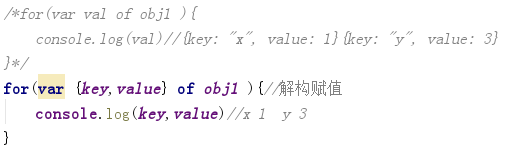 /*for(var val of obj1 ){
console.log(val)//{key: "x", value: 1}{key: "y", value: 3}
}*/
for(var {key,value} of obj1 ){//解构赋值
console.log(key,value)//x 1  y 3
}